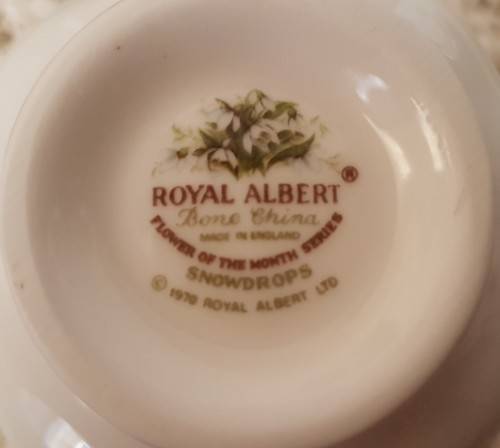 ROYAL ALBERT ®
Bone China
MADE IN ENGLAND
FLOWER OF THE MONTH SERIES
SNOWDROPS
© 1970 ROYAL ALBERT LTD